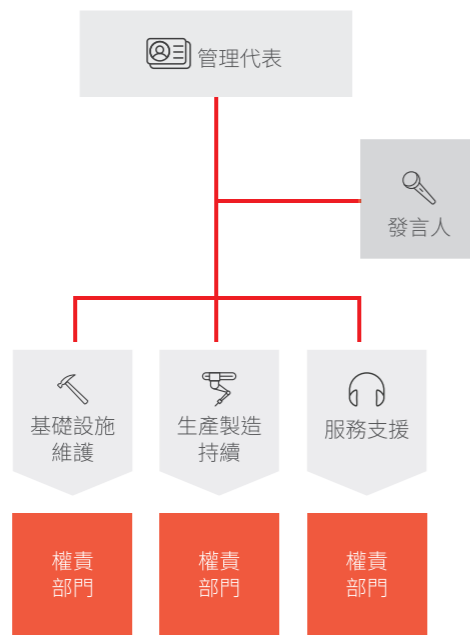 管理代表
發言人
基礎設施
維護
生產製造
持續
服務支援
權責
部門
權責
部門
權責
部門